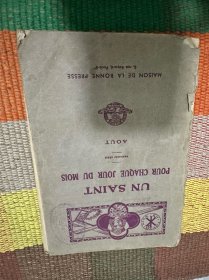 UN SAINT
POUR CHAQUE JOUR DU MOIS
AOUT
MAISON DE LA BONNE PRESSE